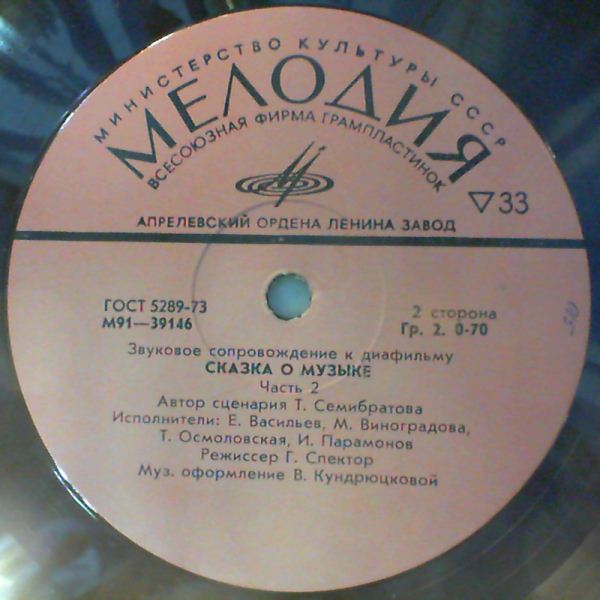 МИНИСТЕРСТВО КУЛЬТУРЫ СССР
МЕЛОДИЯ
ВСЕСОЮЗНАЯ ФИРМА ГРАМПЛАСТИНОК
▽33
АПРЕЛЕВСКИЙ ОРДЕНА ЛЕНИНА ЗАВОД
ГОСТ 5289-73
М91—39146
2 сторона
Гр. 2. 0-70
Звуковое сопровождение к диафильму
СКАЗКА О МУЗЫКЕ
Часть 2
Автор сценария Т. Семибратова
Исполнители: Е. Васильев, М. Виноградова,
Т. Осмоловская, И. Парамонов
Режиссер Г. Спектор
Муз. оформление В. Кундрюцковой